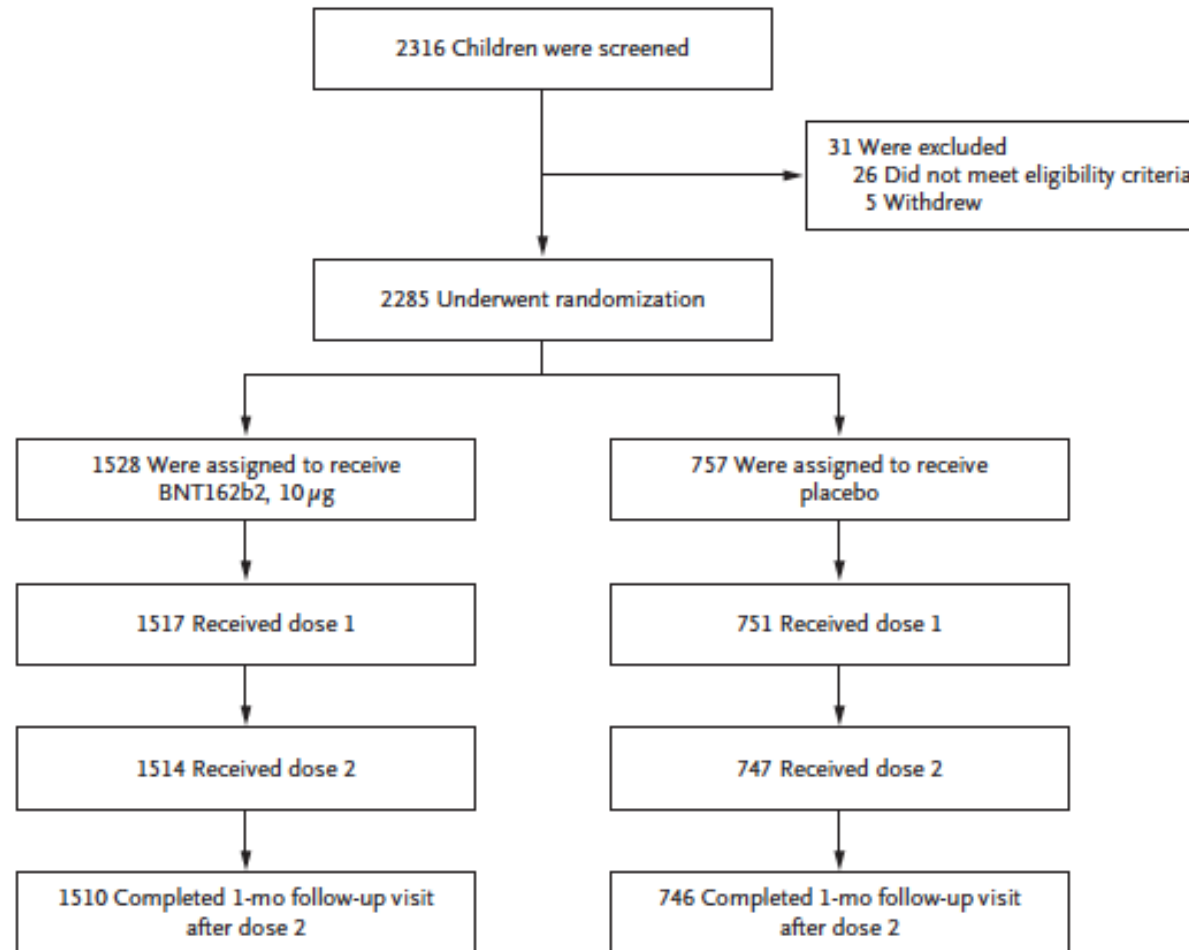 2316 Children were screened
31 Were excluded
26 Did not meet eligibility criteria
5 Withdrew
2285 Underwent randomization
1528 Were assigned to receive
BNT162b2, 10 µg
757 Were assigned to receive
placebo
1517 Received dose 1
751 Received dose 1
1514 Received dose 2
747 Received dose 2
1510 Completed 1-mo follow-up visit
after dose 2
746 Completed 1-mo follow-up visit
after dose 2